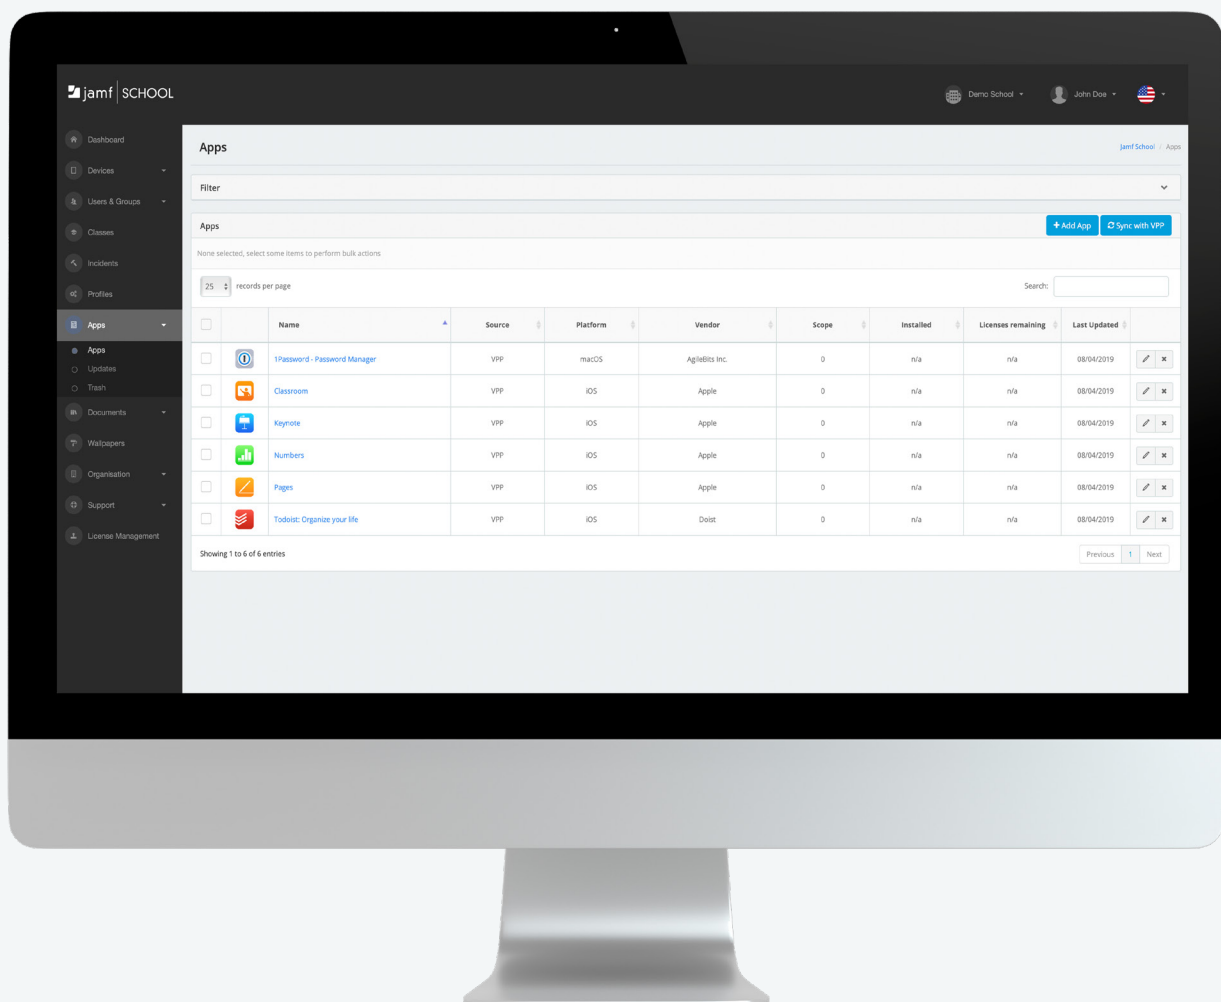 jamf SCHOOL
Demo School
John Doe
Dashboard
Devices
Users & Groups
Classes
Incidents
Profiles
Apps
Apps
Updates
Trash
Documents
Wallpapers
Organisation
Support
License Management
Apps
Jamf School / Apps
Filter
Apps
+ Add App
Sync with VPP
None selected, select some items to perform bulk actions
25 records per page
Search:
Name Source Platform Vendor Scope Installed Licenses remaining Last Updated
1Password - Password Manager VPP macOS AgileBits Inc. 0 n/a n/a 08/04/2019
Classroom VPP iOS Apple 0 n/a n/a 08/04/2019
Keynote VPP iOS Apple 0 n/a n/a 08/04/2019
Numbers VPP iOS Apple 0 n/a n/a 08/04/2019
Pages VPP iOS Apple 0 n/a n/a 08/04/2019
Todoist: Organize your life VPP iOS Doist 0 n/a n/a 08/04/2019
Showing 1 to 6 of 6 entries
Previous 1 Next